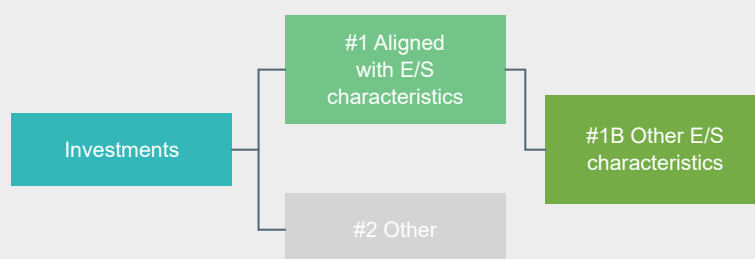 #1 Aligned
with E/S
characteristics
Investments
#1B Other E/S
characteristics
#2 Other